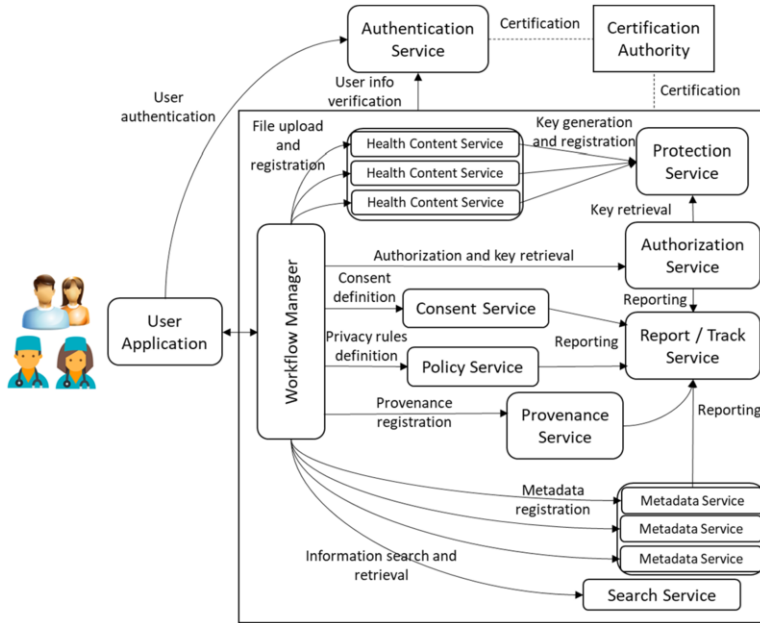 Authentication
Service
Certification
Certification
Authority
User info
verification
Certification
User
authentication
File upload
and
registration
Health Content Service
Health Content Service
Health Content Service
Key generation
and registration
Protection
Service
Key retrieval
Authorization and key retrieval
Authorization
Service
Consent
definition
Consent Service
Reporting
Workflow Manager
User
Application
Privacy rules
definition
Policy Service
Reporting
Report / Track
Service
Provenance
registration
Provenance
Service
Reporting
Metadata
registration
Metadata Service
Metadata Service
Metadata Service
Information search and
retrieval
Search Service